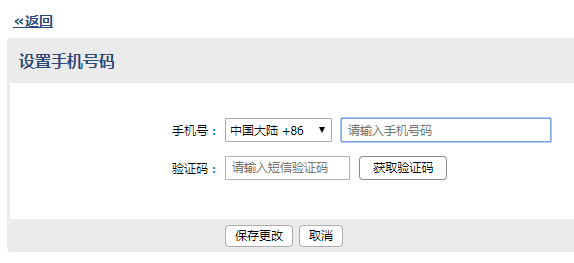 «返回
设置手机号码
手机号： 中国大陆 +86 ▼ 请输入手机号码
验证码： 请输入短信验证码 获取验证码
保存更改 取消